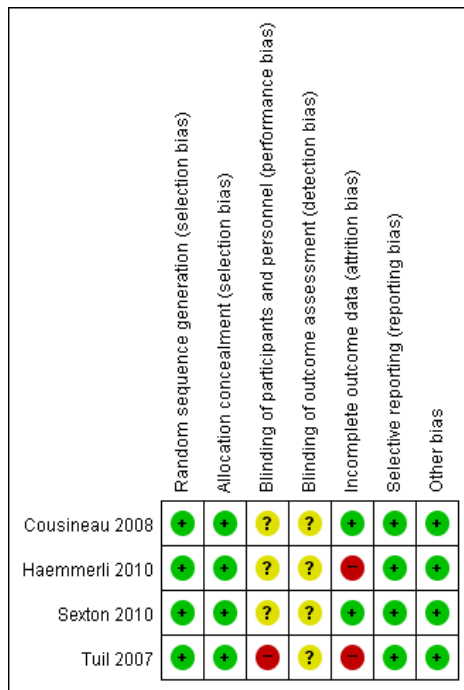 Random sequence generation (selection bias)
Allocation concealment (selection bias)
Blinding of participants and personnel (performance bias)
Blinding of outcome assessment (detection bias)
Incomplete outcome data (attrition bias)
Selective reporting (reporting bias)
Other bias
Cousineau 2008 + + ? ? + + +
Haemmerli 2010 + + ? ? – + +
Sexton 2010 + + ? ? + + +
Tuil 2007 + + – ? – + +